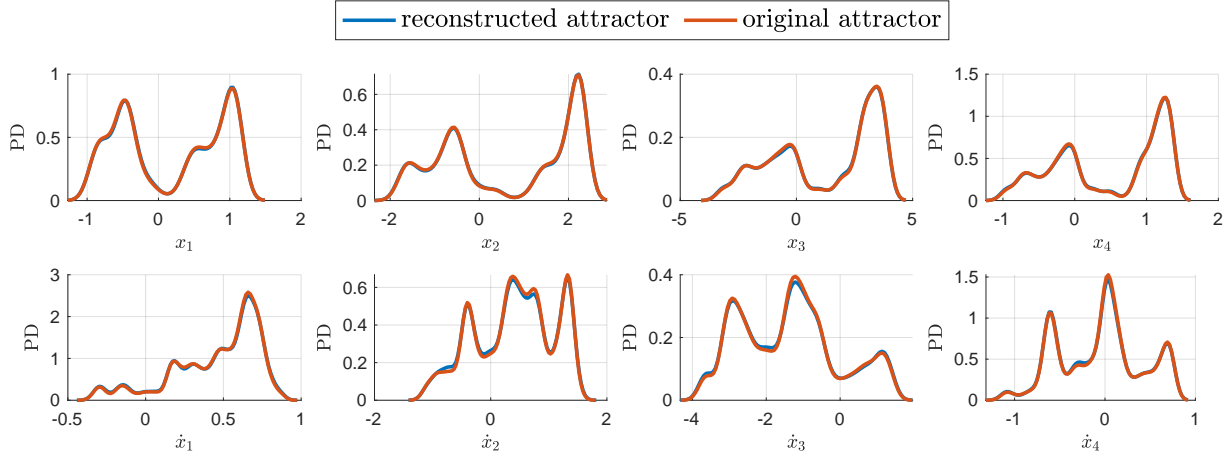 reconstructed attractor original attractor
1
0.5
0
PD
-1 0 1 2
x₁
0.6
0.4
0.2
0
PD
-2 0 2
x₂
0.4
0.2
0
PD
-5 0 5
x₃
1.5
1
0.5
0
PD
-1 0 1 2
x₄
3
2
1
0
PD
-0.5 0 0.5 1
ẋ₁
0.6
0.4
0.2
0
PD
-2 0 2
ẋ₂
0.4
0.2
0
PD
-4 -2 0
ẋ₃
1.5
1
0.5
0
PD
-1 0 1
ẋ₄